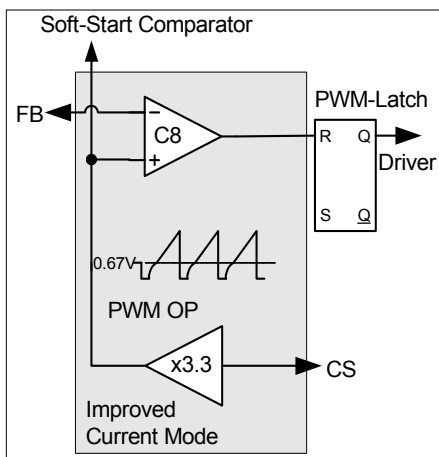 Soft-Start Comparator
FB
C8
PWM-Latch
R Q
Driver
S Q
0.67V
PWM OP
x3.3
CS
Improved
Current Mode